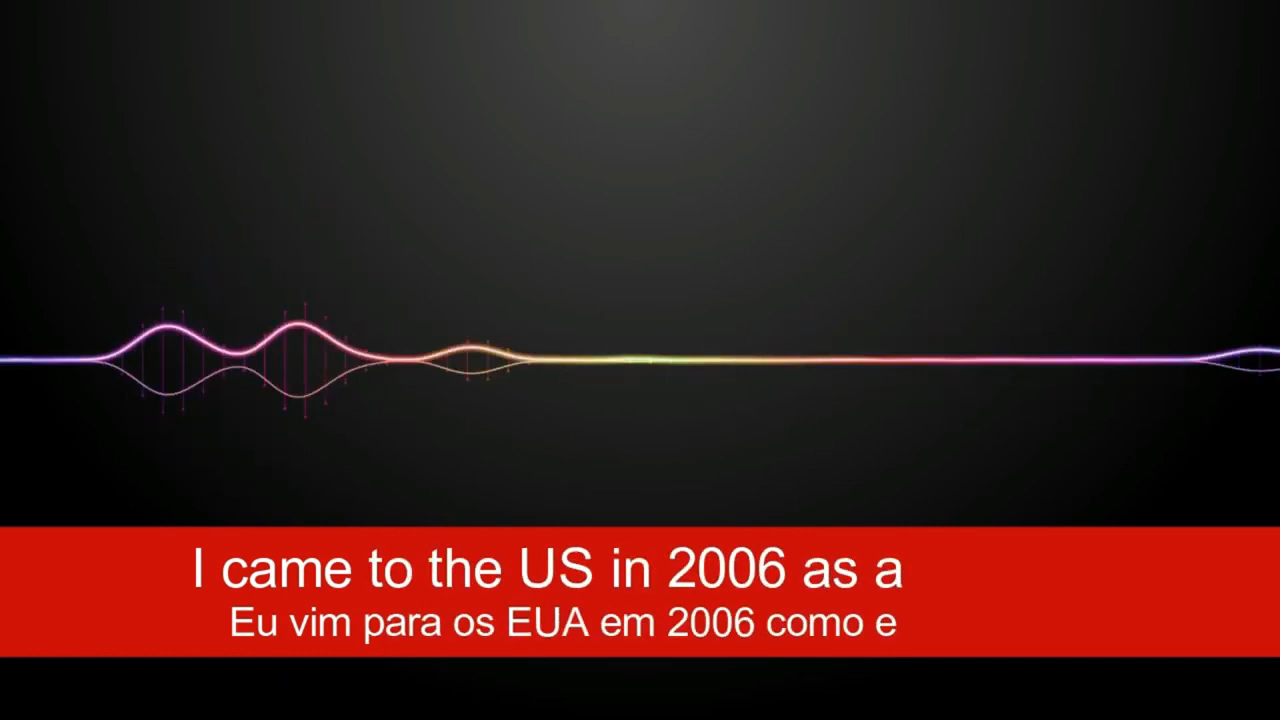 I came to the US in 2006 as a
Eu vim para os EUA em 2006 como e